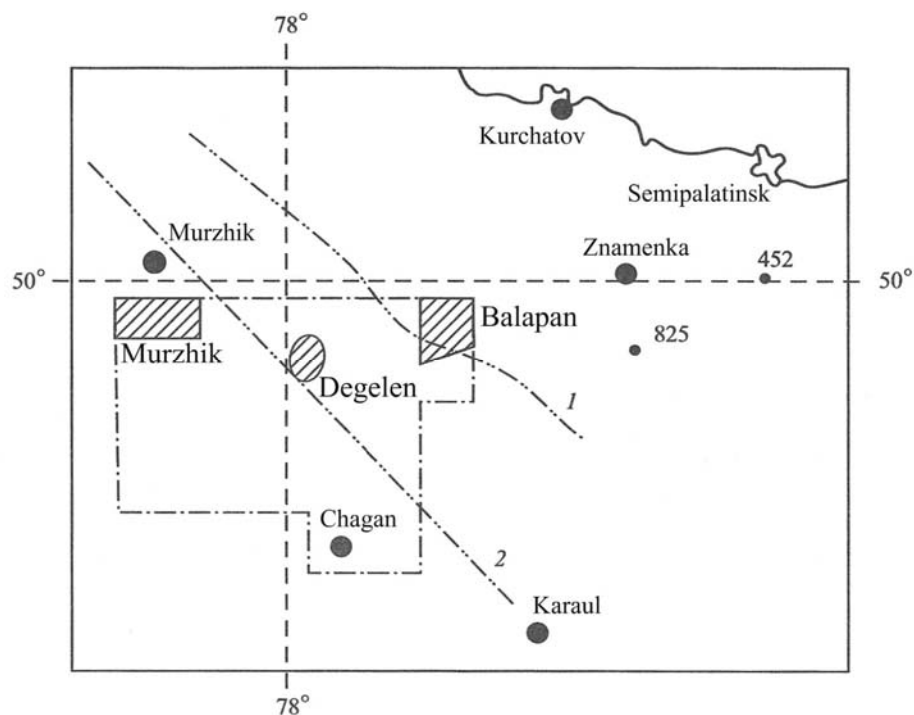 78°
Kurchatov
Semipalatinsk
Murzhik
Znamenka
452
50°
50°
Balapan
825
Murzhik
Degelen
1
Chagan
2
Karaul
78°